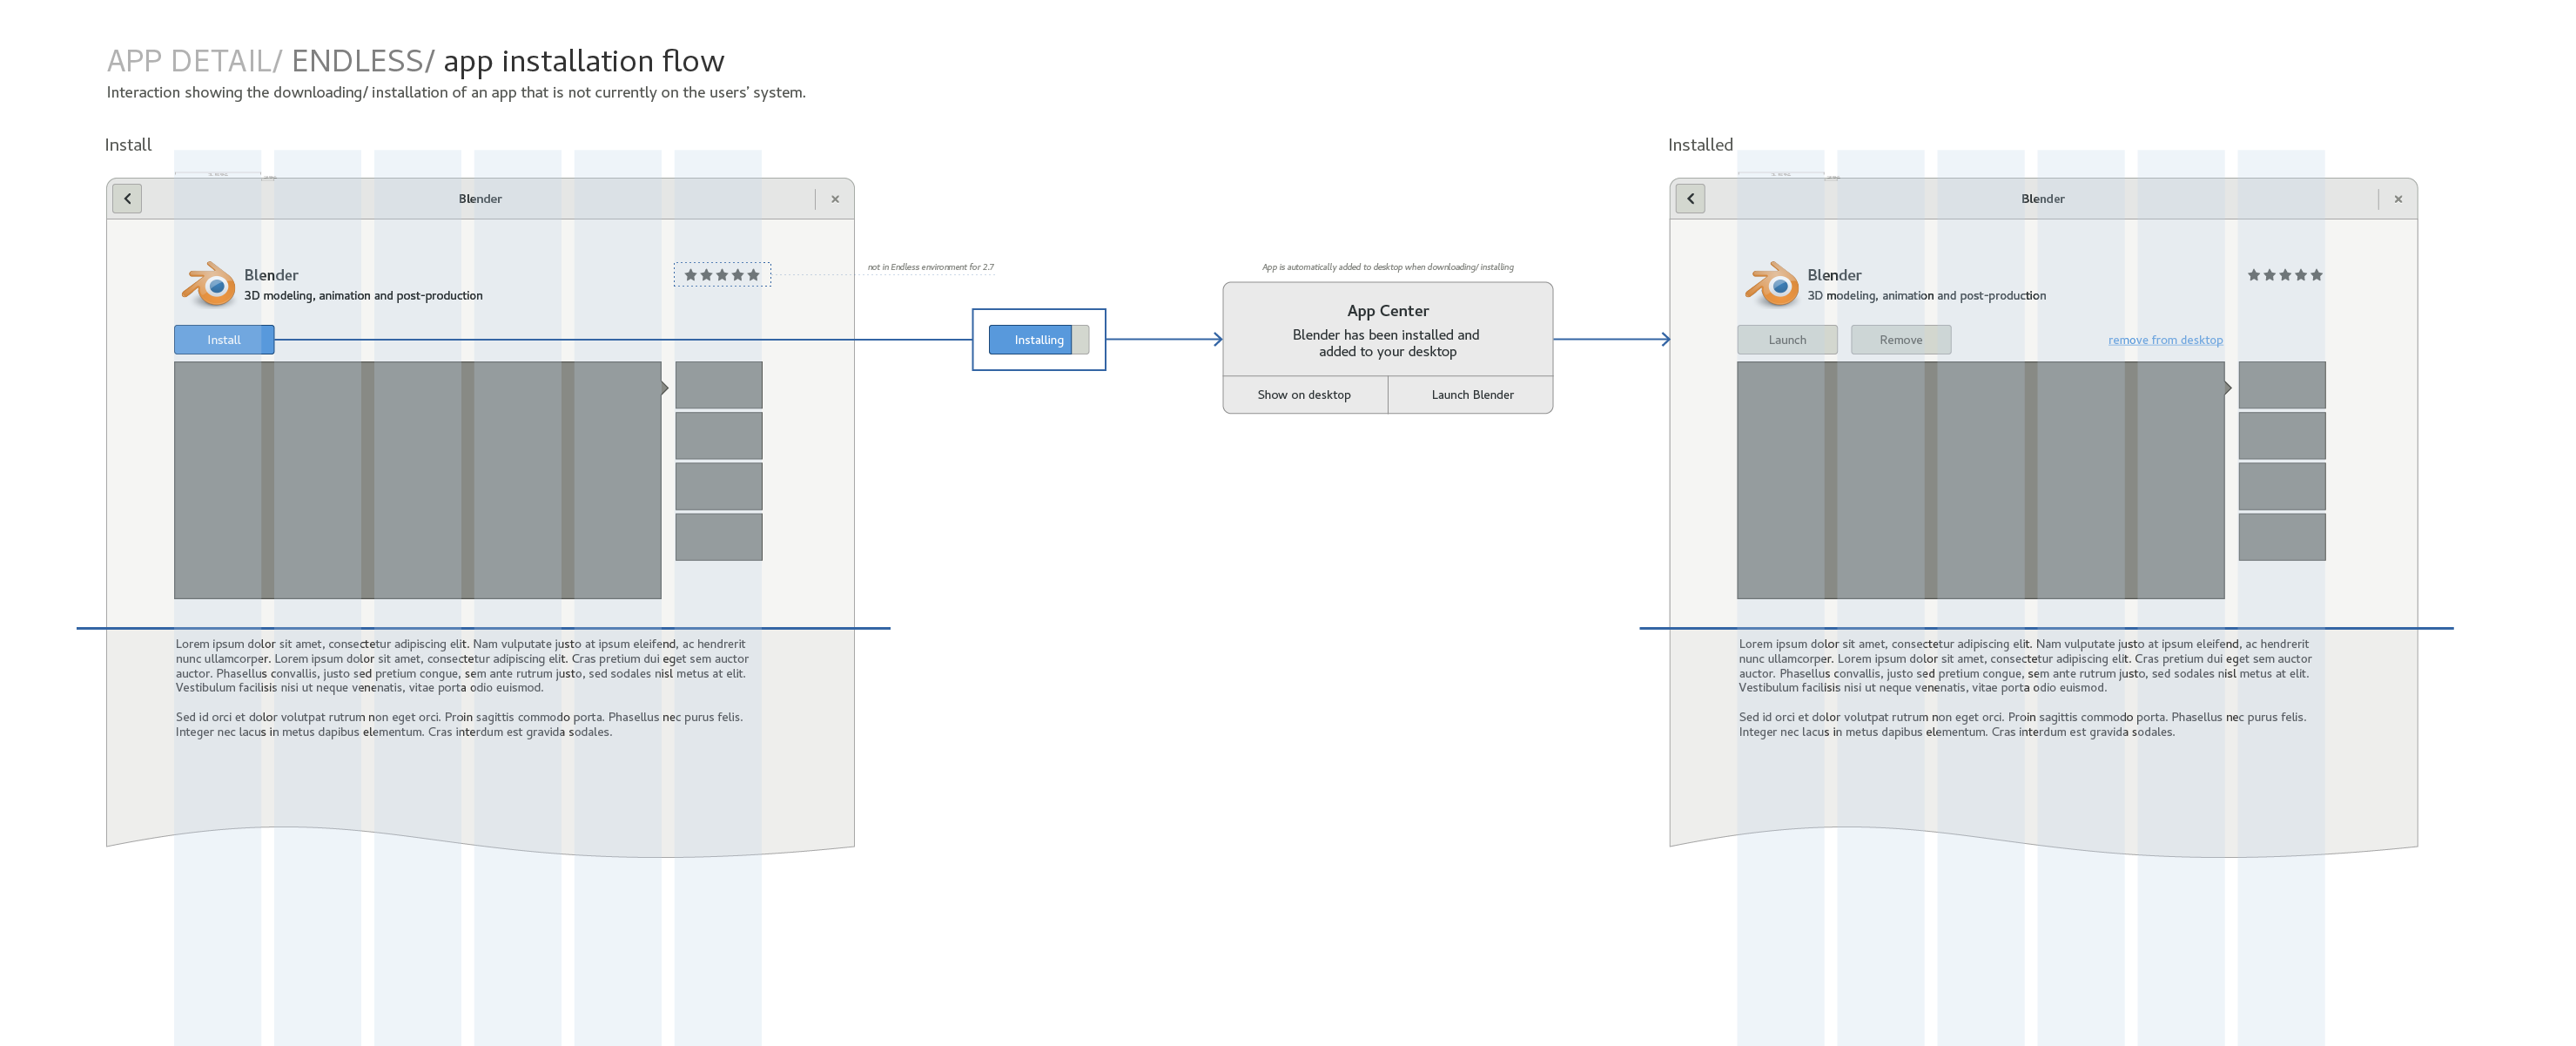 APP DETAIL/ ENDLESS/ app installation flow
Interaction showing the downloading/ installation of an app that is not currently on the users' system.
Install
Blender
Blender
3D modeling, animation and post-production
not in Endless environment for 2.7
Install
Lorem ipsum dolor sit amet, consectetur adipiscing elit. Nam vulputate justo at ipsum eleifend, ac hendrerit
nunc ullamcorper. Lorem ipsum dolor sit amet, consectetur adipiscing elit. Cras pretium dui eget sem auctor
auctor. Phasellus convallis, justo sed pretium congue, sem ante rutrum justo, sed sodales nisl metus at elit.
Vestibulum facilisis nisi ut neque venenatis, vitae porta odio euismod.
Sed id orci et dolor volutpat rutrum non eget orci. Proin sagittis commodo porta. Phasellus nec purus felis.
Integer nec lacus in metus dapibus elementum. Cras interdum est gravida sodales.
Installing
App is automatically added to desktop when downloading/ installing
App Center
Blender has been installed and
added to your desktop
Show on desktop
Launch Blender
Installed
Blender
Blender
3D modeling, animation and post-production
Launch
Remove
remove from desktop
Lorem ipsum dolor sit amet, consectetur adipiscing elit. Nam vulputate justo at ipsum eleifend, ac hendrerit
nunc ullamcorper. Lorem ipsum dolor sit amet, consectetur adipiscing elit. Cras pretium dui eget sem auctor
auctor. Phasellus convallis, justo sed pretium congue, sem ante rutrum justo, sed sodales nisl metus at elit.
Vestibulum facilisis nisi ut neque venenatis, vitae porta odio euismod.
Sed id orci et dolor volutpat rutrum non eget orci. Proin sagittis commodo porta. Phasellus nec purus felis.
Integer nec lacus in metus dapibus elementum. Cras interdum est gravida sodales.